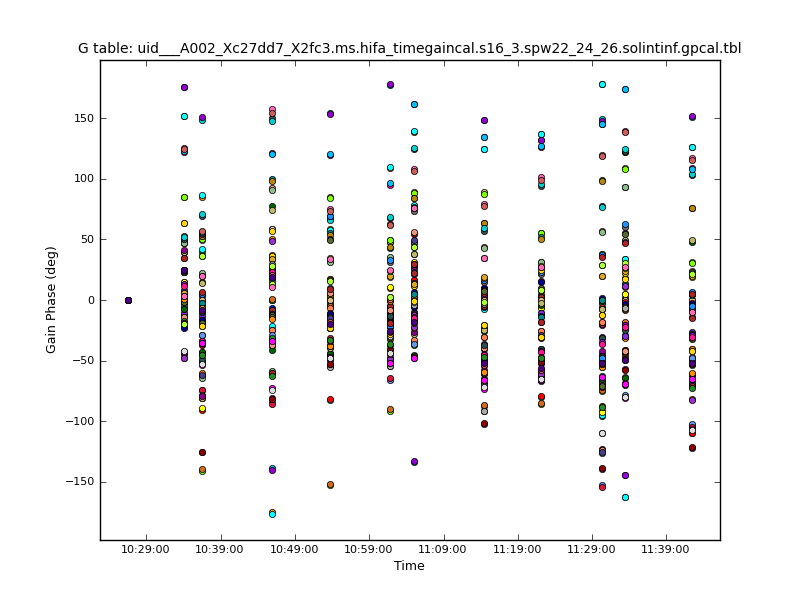 G table: uid___A002_Xc27dd7_X2fc3.ms.hifa_timegaincal.s16_3.spw22_24_26.solintinf.gpcal.tbl
150
100
50
0
−50
−100
−150
Gain Phase (deg)
10:29:00 10:39:00 10:49:00 10:59:00 11:09:00 11:19:00 11:29:00 11:39:00
Time